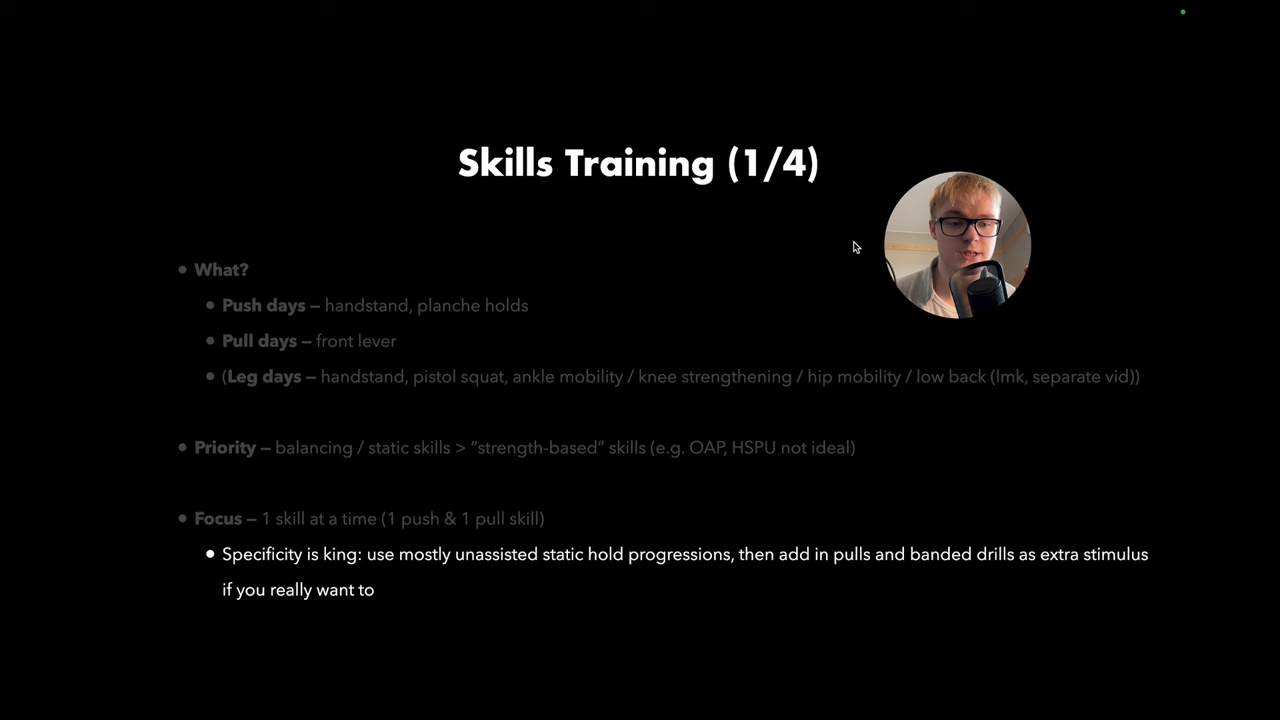 Skills Training (1/4)
• What?
• Push days – handstand, planche holds
• Pull days – front lever
• (Leg days – handstand, pistol squat, ankle mobility / knee strengthening / hip mobility / low back (lmk, separate vid))
• Priority – balancing / static skills > “strength-based” skills (e.g. OAP, HSPU not ideal)
• Focus – 1 skill at a time (1 push & 1 pull skill)
• Specificity is king: use mostly unassisted static hold progressions, then add in pulls and banded drills as extra stimulus
if you really want to